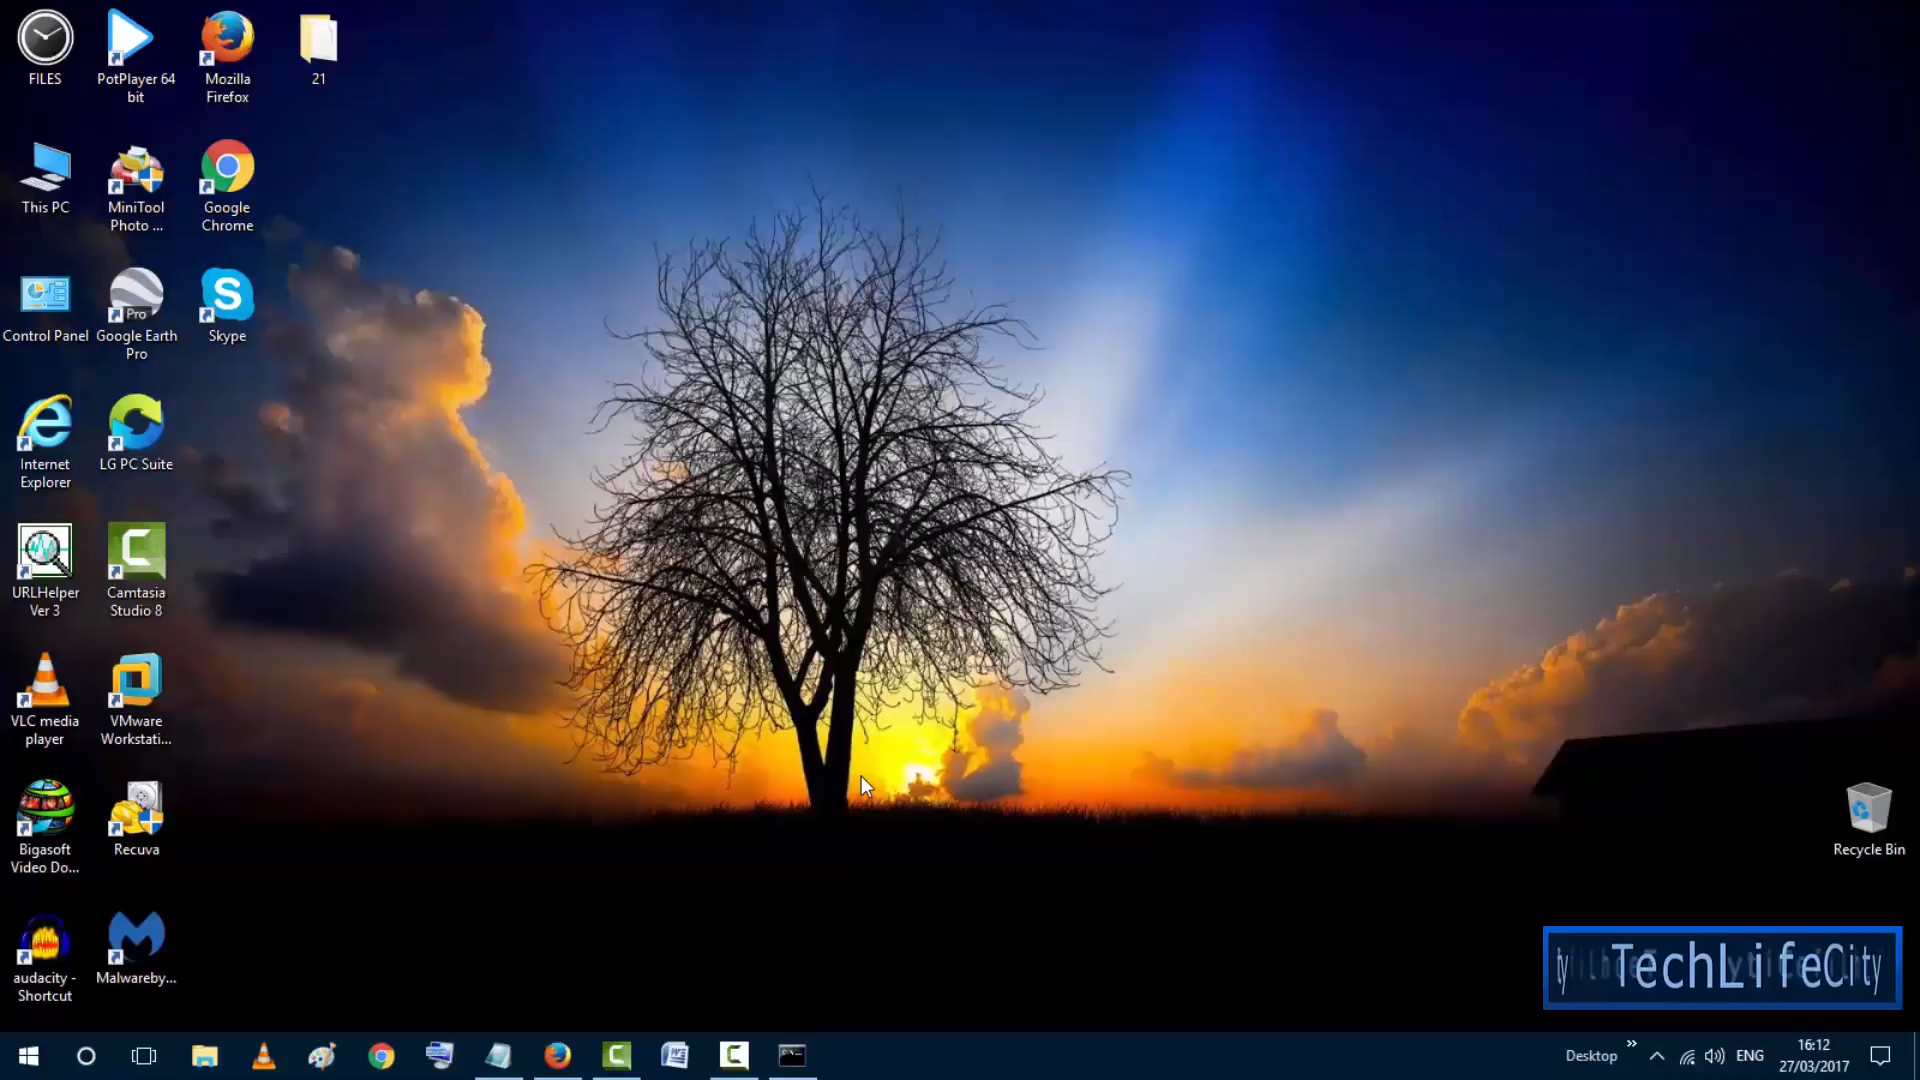 FILES
PotPlayer 64
bit
Mozilla
Firefox
21
This PC
MiniTool
Photo ...
Google
Chrome
Control Panel
Pro
Google Earth
Pro
S
Skype
Internet
Explorer
LG PC Suite
URLHelper
Ver 3
Camtasia
Studio 8
VLC media
player
VMware
Workstati...
Bigasoft
Video Do...
Recuva
Recycle Bin
audacity -
Shortcut
Malwareby...
TechLifeCity
Desktop
ENG
16:12
27/03/2017